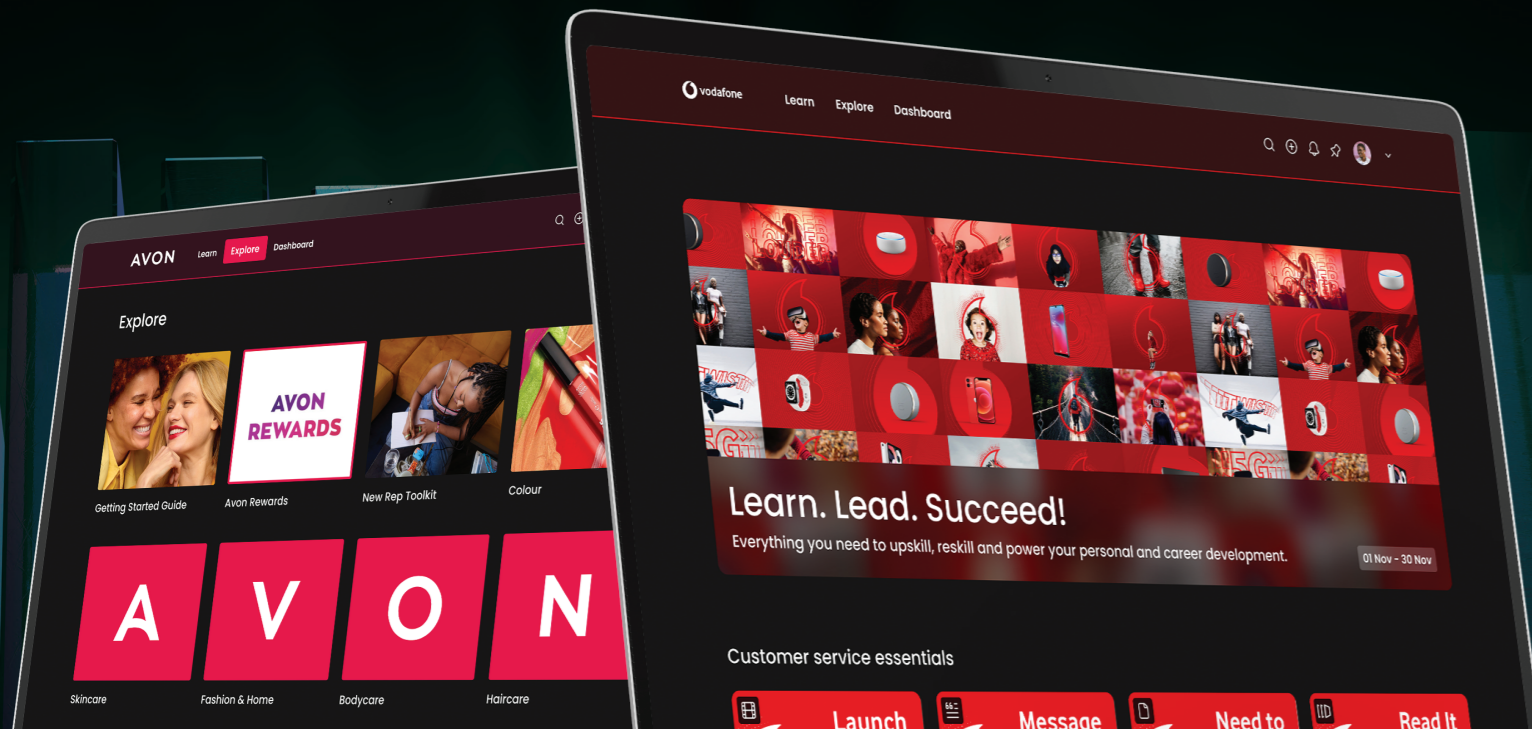 AVON
Learn
Explore
Dashboard
Explore
AVON
REWARDS
Getting Started Guide
Avon Rewards
New Rep Toolkit
Colour
A
V
O
N
Skincare
Fashion & Home
Bodycare
Haircare
vodafone
Learn
Explore
Dashboard
Learn. Lead. Succeed!
Everything you need to upskill, reskill and power your personal and career development.
01 Nov - 30 Nov
Customer service essentials
Launch
Message
Need to
Read It